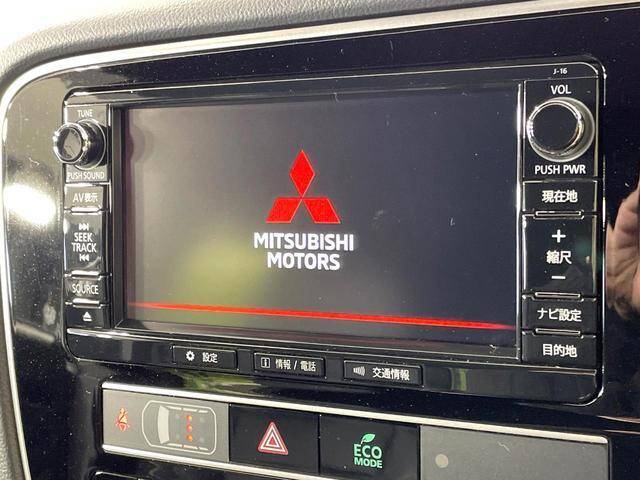 J-16
TUNE
PUSH SOUND
AV表示
SEEK
TRACK
SOURCE
MITSUBISHI
MOTORS
VOL
PUSH PWR
現在地
+
縮尺
−
ナビ設定
目的地
設定
i 情報 / 電話
交通情報
ECO
MODE